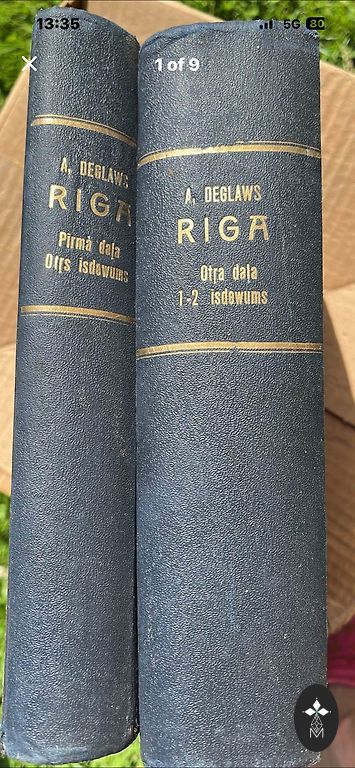 13:35
5G 80
1 of 9
A. DEGLAWS
RIGA
Pirmà daļa
Otrs isdewums
A. DEGLAWS
RIGA
Otra daļa
1-2 isdewums
M